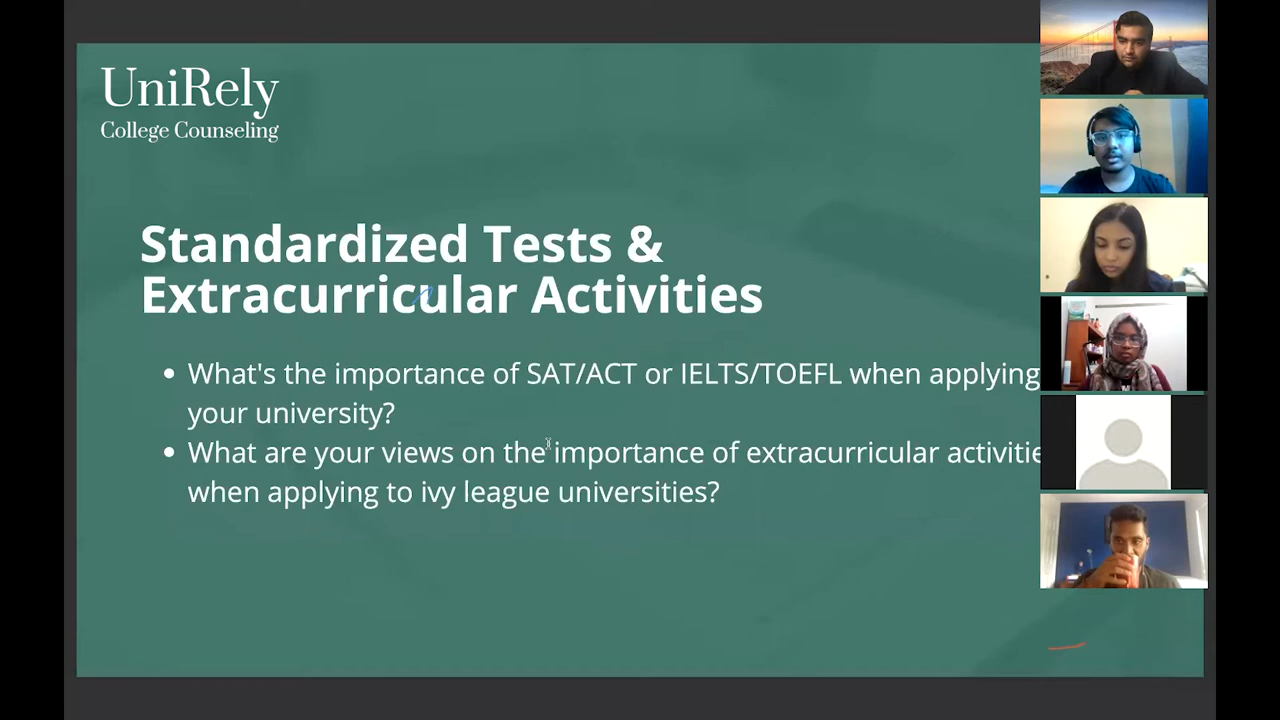 UniRely
College Counseling
Standardized Tests &
Extracurricular Activities
• What's the importance of SAT/ACT or IELTS/TOEFL when applying
your university?
• What are your views on the importance of extracurricular activitie
when applying to ivy league universities?